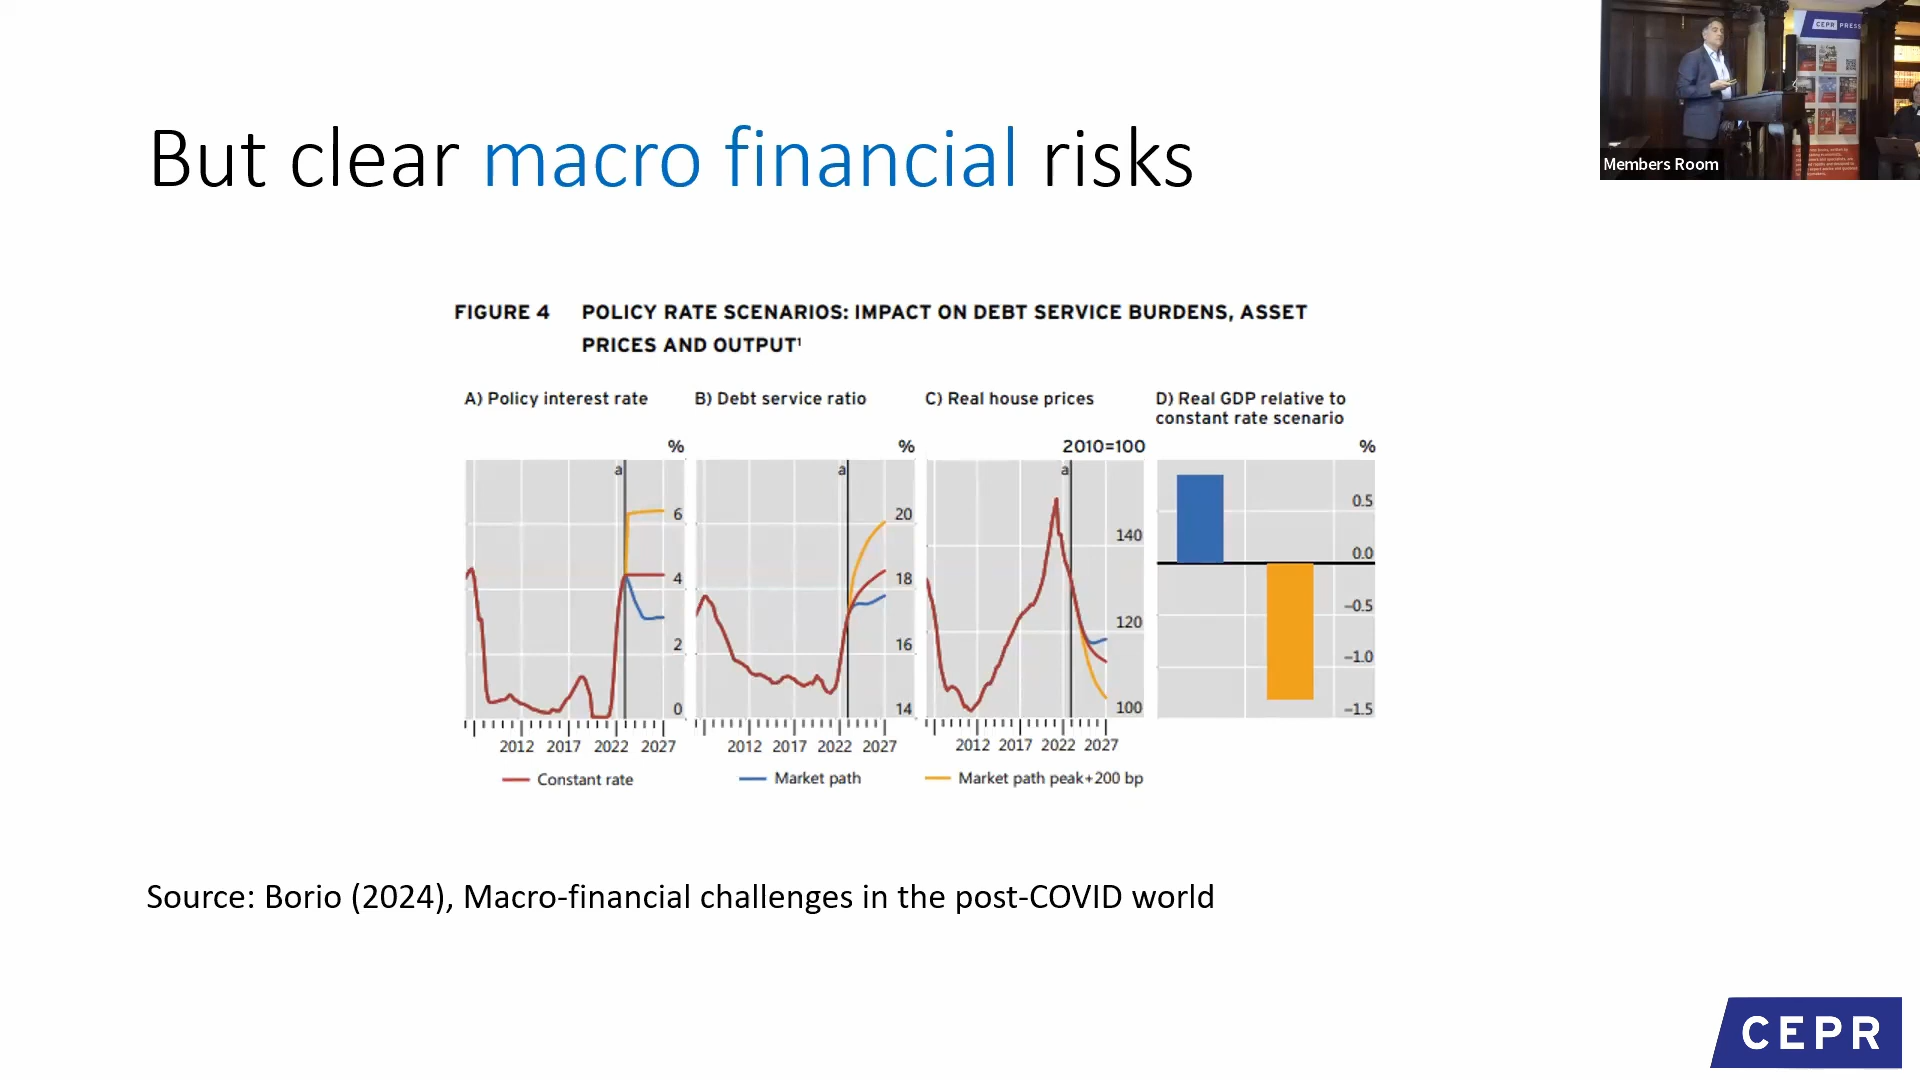 But clear macro financial risks
CEPR PRESS
Members Room
FIGURE 4 POLICY RATE SCENARIOS: IMPACT ON DEBT SERVICE BURDENS, ASSET
PRICES AND OUTPUT¹
A) Policy interest rate
%
a
6
4
2
0
2012 2017 2022 2027
B) Debt service ratio
%
a
20
18
16
14
2012 2017 2022 2027
C) Real house prices
2010=100
a
140
120
100
2012 2017 2022 2027
D) Real GDP relative to
constant rate scenario
%
0.5
0.0
−0.5
−1.0
−1.5
Constant rate
Market path
Market path peak+200 bp
Source: Borio (2024), Macro-financial challenges in the post-COVID world
CEPR